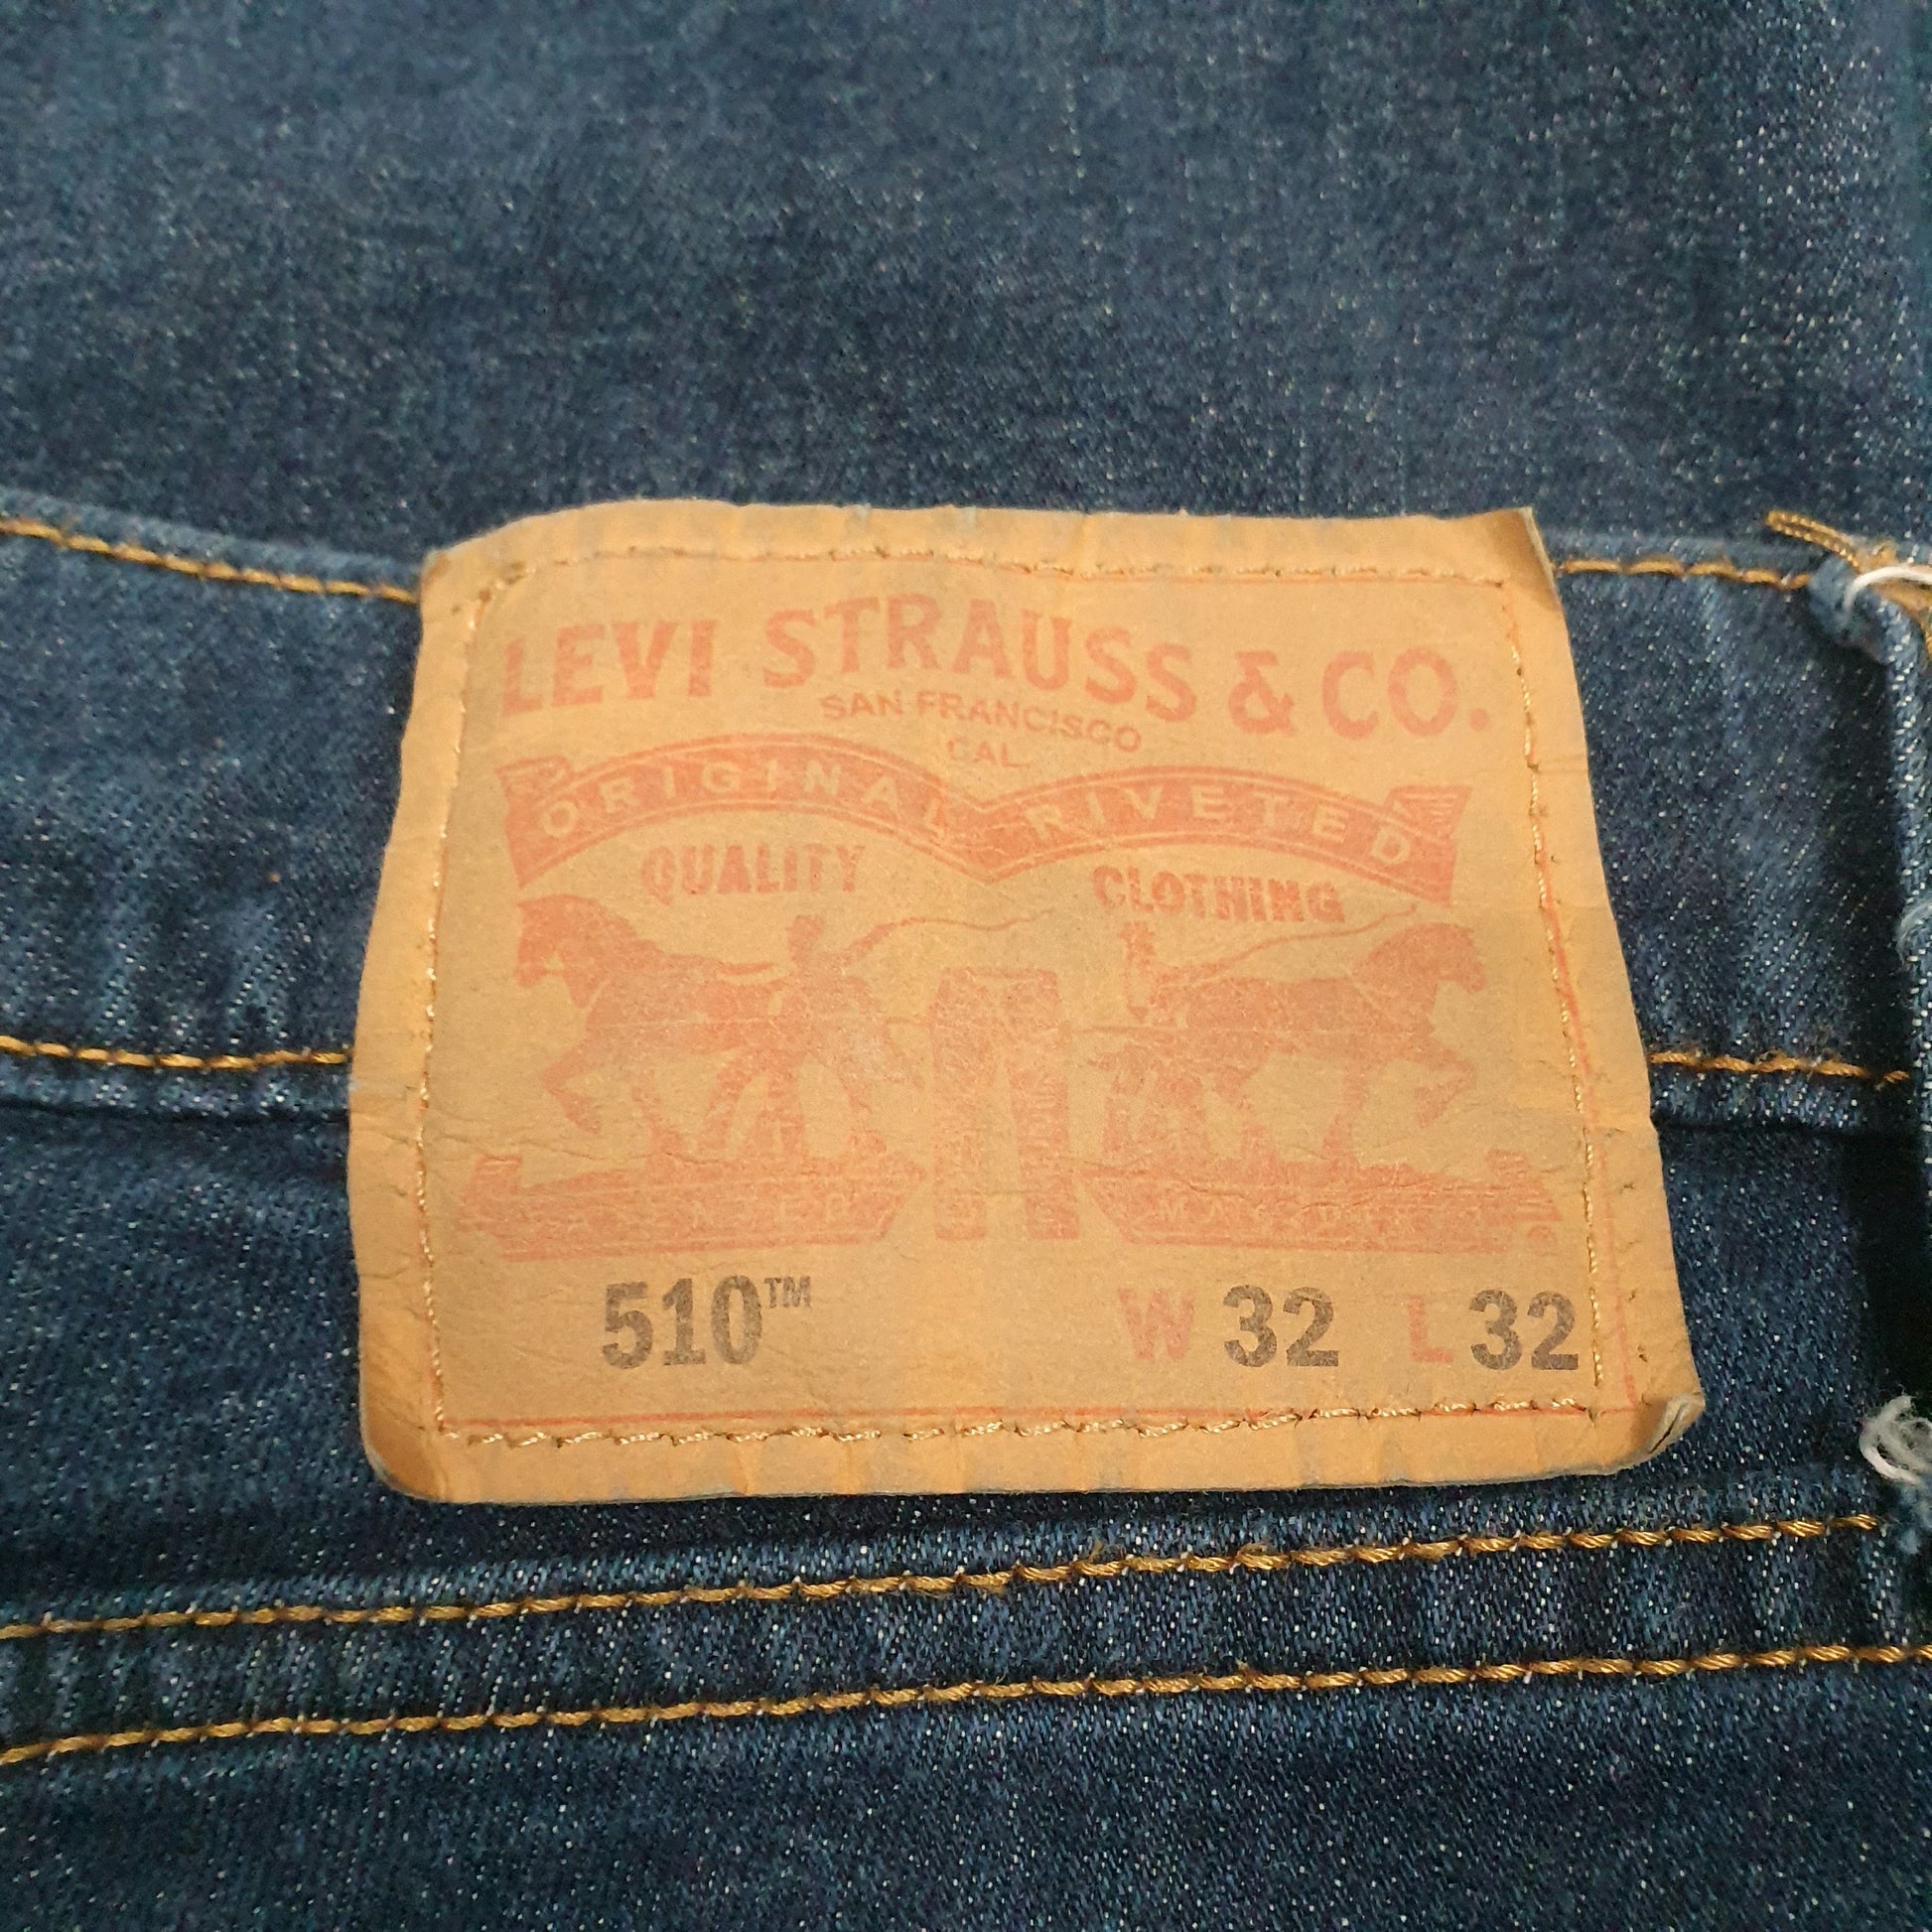 LEVI STRAUSS & CO.
SAN FRANCISCO
CAL.
ORIGINAL RIVETED
QUALITY CLOTHING
510™ W 32 L 32